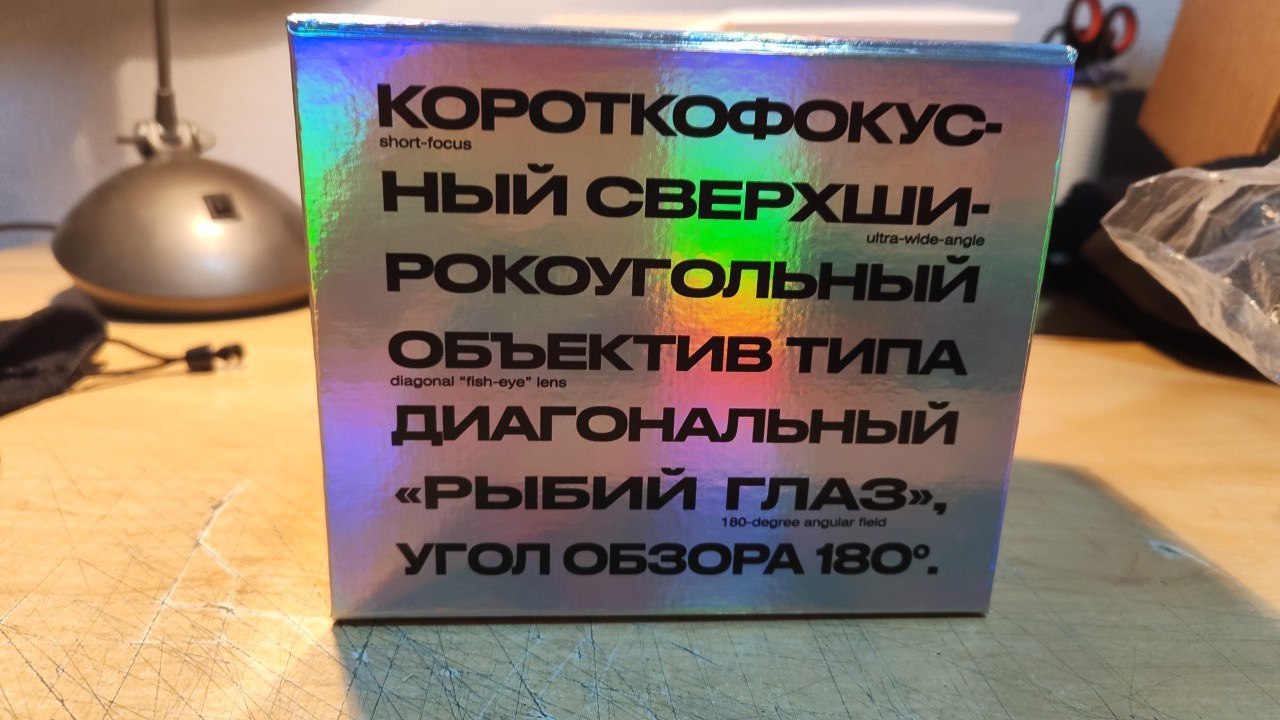 КОРОТКОФОКУС-
short-focus
НЫЙ СВЕРХШИ-
ultra-wide-angle
РОКОУГОЛЬНЫЙ
ОБЪЕКТИВ ТИПА
diagonal "fish-eye" lens
ДИАГОНАЛЬНЫЙ
«РЫБИЙ ГЛАЗ»,
180-degree angular field
УГОЛ ОБЗОРА 180°.